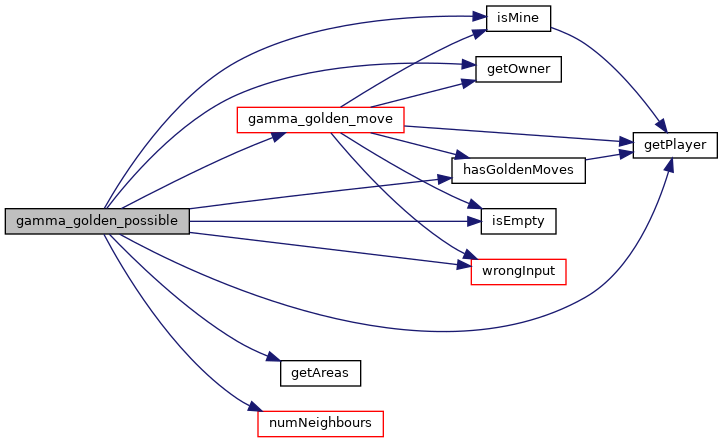 isMine
getOwner
gamma_golden_move
getPlayer
hasGoldenMoves
gamma_golden_possible
isEmpty
wrongInput
getAreas
numNeighbours